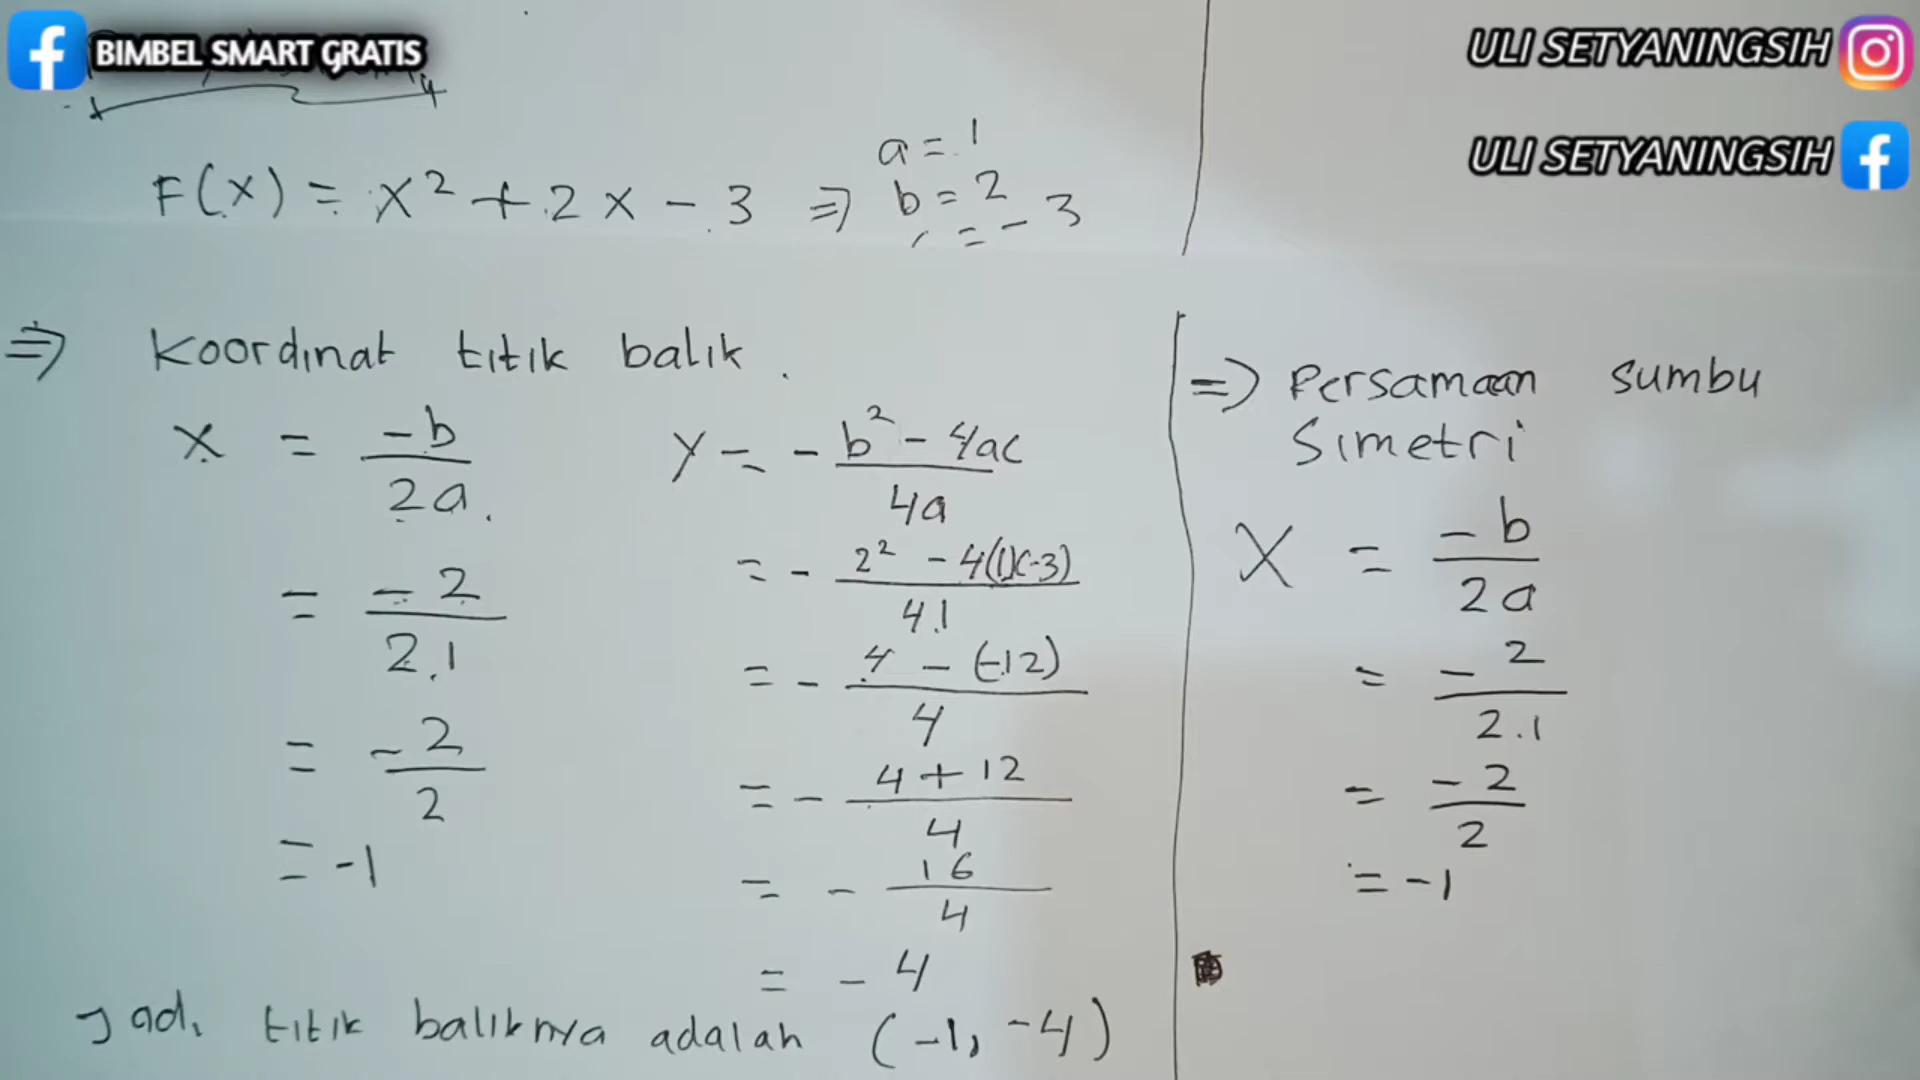 BIMBEL SMART GRATIS
ULI SETYANINGSIH
ULI SETYANINGSIH
F(x) = x² + 2x - 3 ⇒ a = 1
b = 2
= - 3
⇒ Koordinat titik balik.
x = -b / 2a
= -2 / 2.1
= -2 / 2
= -1
y = - b² - 4ac / 4a
= - 2² - 4(1)(-3) / 4.1
= - 4 - (-12) / 4
= - 4 + 12 / 4
= - 16 / 4
= - 4
Jadi titik baliknya adalah (-1, -4)
⇒ Persamaan sumbu
Simetri
X = -b / 2a
= -2 / 2.1
= -2 / 2
= -1